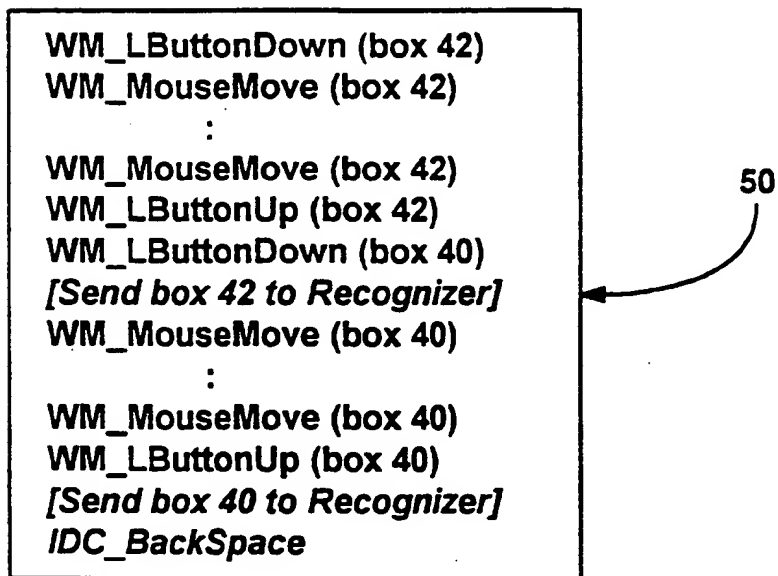 WM_LButtonDown (box 42)
WM_MouseMove (box 42)
:
WM_MouseMove (box 42)
WM_LButtonUp (box 42)
WM_LButtonDown (box 40)
[Send box 42 to Recognizer]
WM_MouseMove (box 40)
:
WM_MouseMove (box 40)
WM_LButtonUp (box 40)
[Send box 40 to Recognizer]
IDC_BackSpace
50